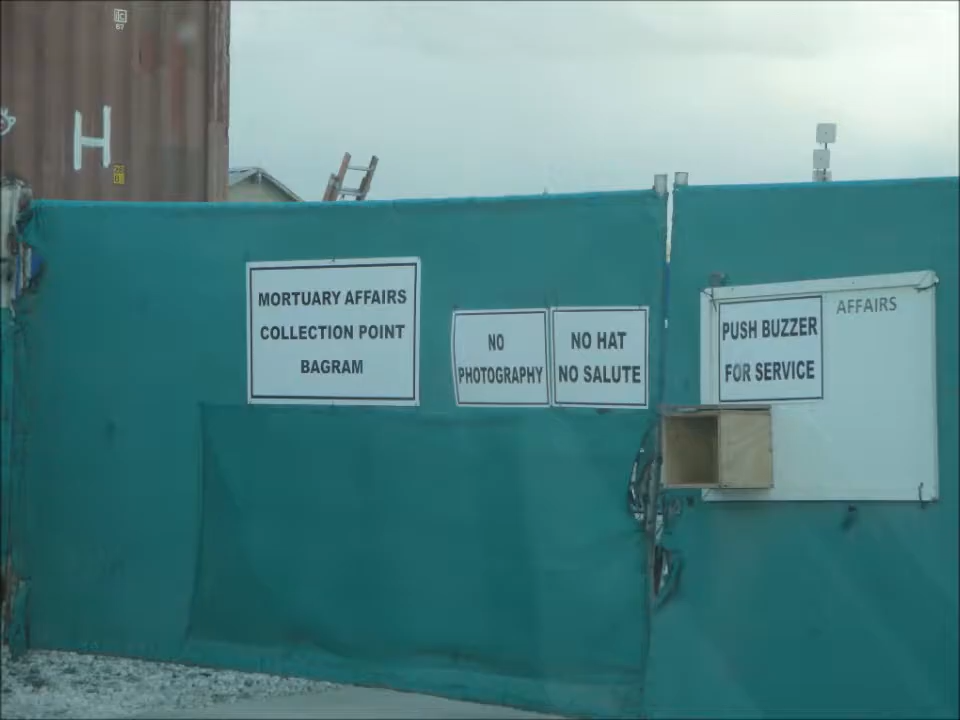 H
MORTUARY AFFAIRS
COLLECTION POINT
BAGRAM
NO
PHOTOGRAPHY
NO HAT
NO SALUTE
PUSH BUZZER
FOR SERVICE
AFFAIRS